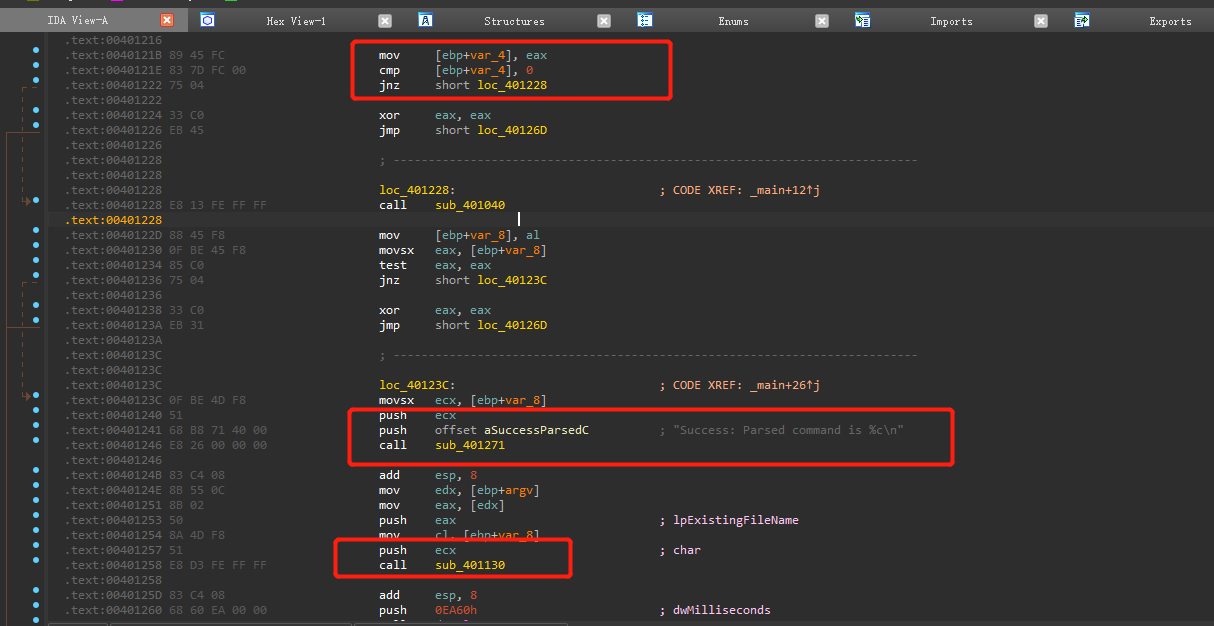 IDA View-A Hex View-1 Structures Enums Imports Exports
.text:00401216
.text:0040121B 89 45 FC mov [ebp+var_4], eax
.text:0040121E 83 7D FC 00 cmp [ebp+var_4], 0
.text:00401222 75 04 jnz short loc_401228
.text:00401222
.text:00401224 33 C0 xor eax, eax
.text:00401226 EB 45 jmp short loc_40126D
.text:00401226
.text:00401228 ; ---------------------------------------------------------------------------
.text:00401228
.text:00401228 loc_401228: ; CODE XREF: _main+12↑j
.text:00401228 E8 13 FE FF FF call sub_401040
.text:00401228
.text:0040122D 88 45 F8 mov [ebp+var_8], al
.text:00401230 0F BE 45 F8 movsx eax, [ebp+var_8]
.text:00401234 85 C0 test eax, eax
.text:00401236 75 04 jnz short loc_40123C
.text:00401236
.text:00401238 33 C0 xor eax, eax
.text:0040123A EB 31 jmp short loc_40126D
.text:0040123A
.text:0040123C ; ---------------------------------------------------------------------------
.text:0040123C
.text:0040123C loc_40123C: ; CODE XREF: _main+26↑j
.text:0040123C 0F BE 4D F8 movsx ecx, [ebp+var_8]
.text:00401240 51 push ecx
.text:00401241 68 B8 71 40 00 push offset aSuccessParsedC ; "Success: Parsed command is %c\n"
.text:00401246 E8 26 00 00 00 call sub_401271
.text:00401246
.text:0040124B 83 C4 08 add esp, 8
.text:0040124E 8B 55 0C mov edx, [ebp+argv]
.text:00401251 8B 02 mov eax, [edx]
.text:00401253 50 push eax ; lpExistingFileName
.text:00401254 8A 4D F8 mov cl, [ebp+var_8]
.text:00401257 51 push ecx ; char
.text:00401258 E8 D3 FE FF FF call sub_401130
.text:00401258
.text:0040125D 83 C4 08 add esp, 8
.text:00401260 68 60 EA 00 00 push 0EA60h ; dwMilliseconds